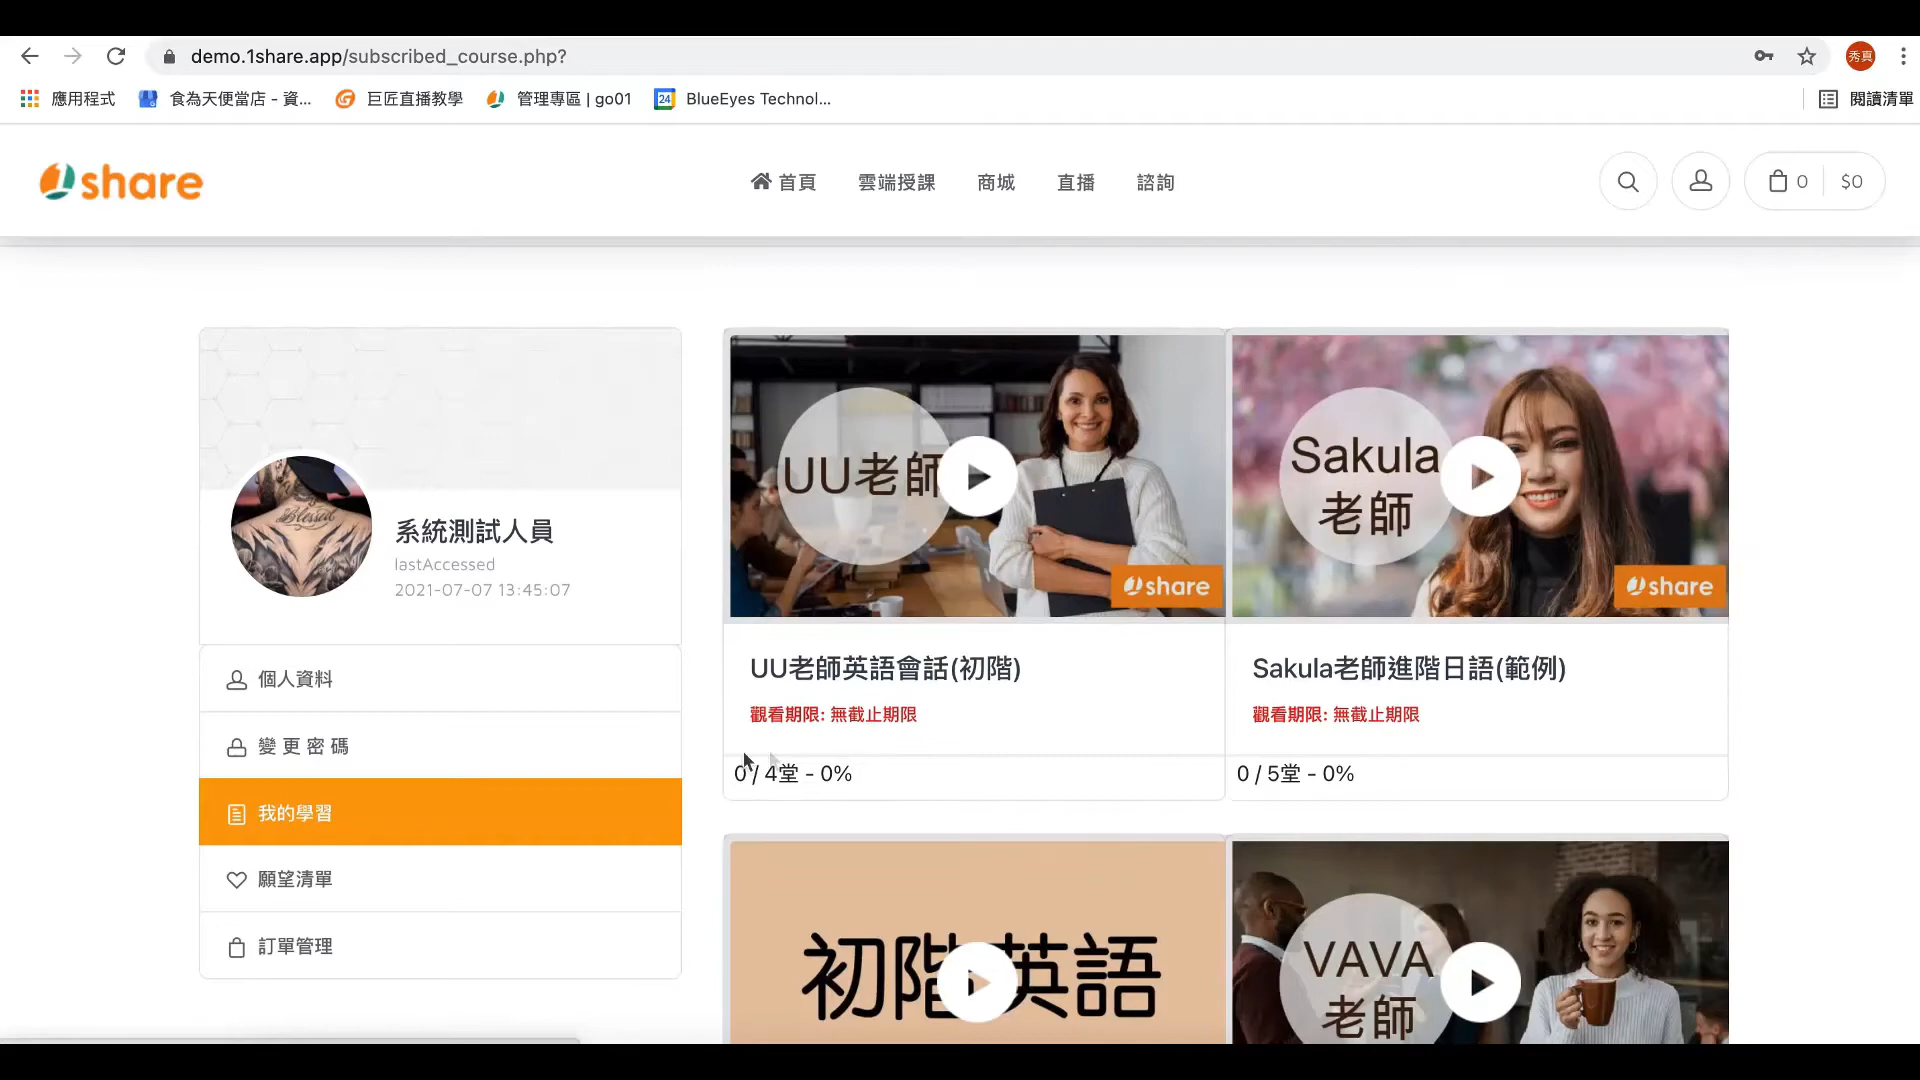 demo.1share.app/subscribed_course.php?
秀真
應用程式
食為天便當店 - 資...
巨匠直播教學
管理專區 | go01
24
BlueEyes Technol...
閱讀清單
share
首頁
雲端授課
商城
直播
諮詢
0
$0
Blessed
系統測試人員
lastAccessed
2021-07-07 13:45:07
個人資料
變 更 密 碼
我的學習
願望清單
訂單管理
UU老師
share
UU老師英語會話(初階)
觀看期限: 無截止期限
0 / 4堂 - 0%
Sakula
老師
share
Sakula老師進階日語(範例)
觀看期限: 無截止期限
0 / 5堂 - 0%
初階英語
VAVA
老師